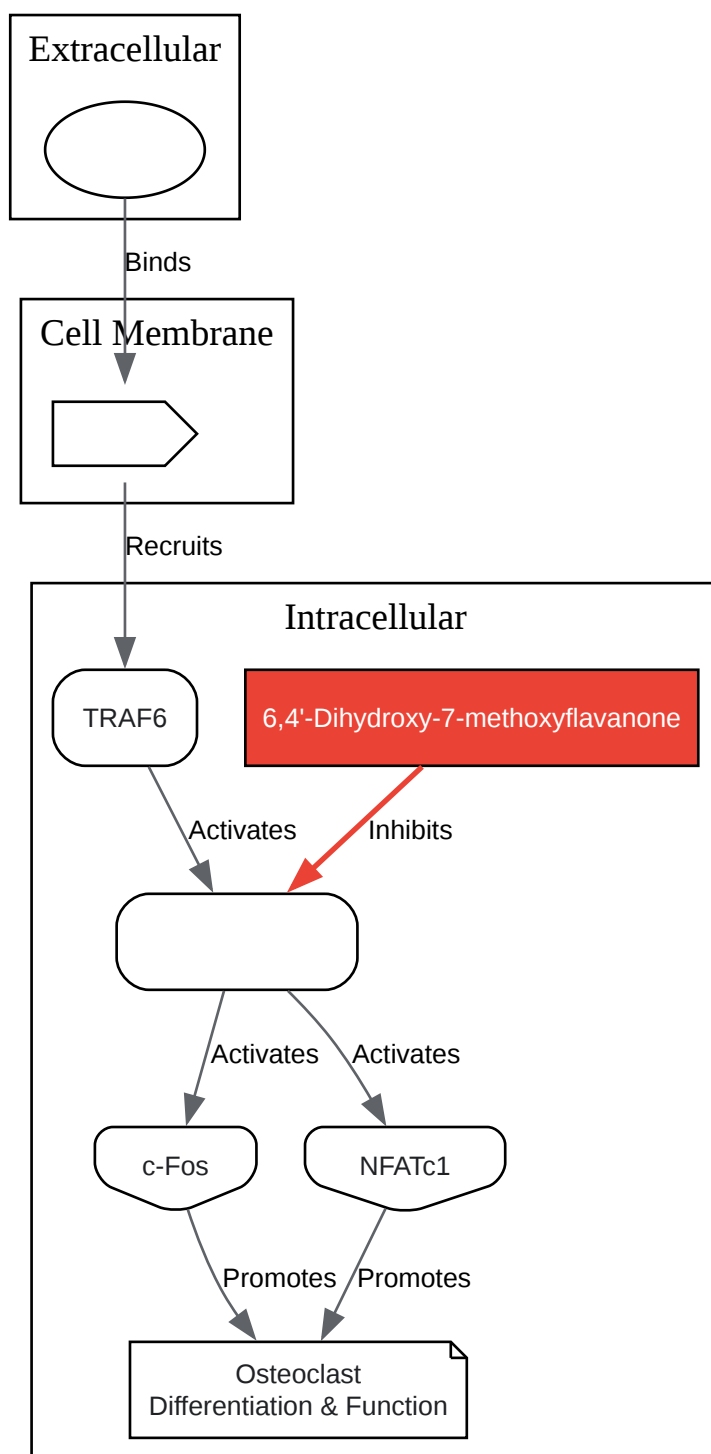 Extracellular
Binds
Cell Membrane
Recruits
Intracellular
TRAF6
6,4'-Dihydroxy-7-methoxyflavanone
Activates
Inhibits
Activates
Activates
c-Fos
NFATc1
Promotes
Promotes
Osteoclast
Differentiation & Function